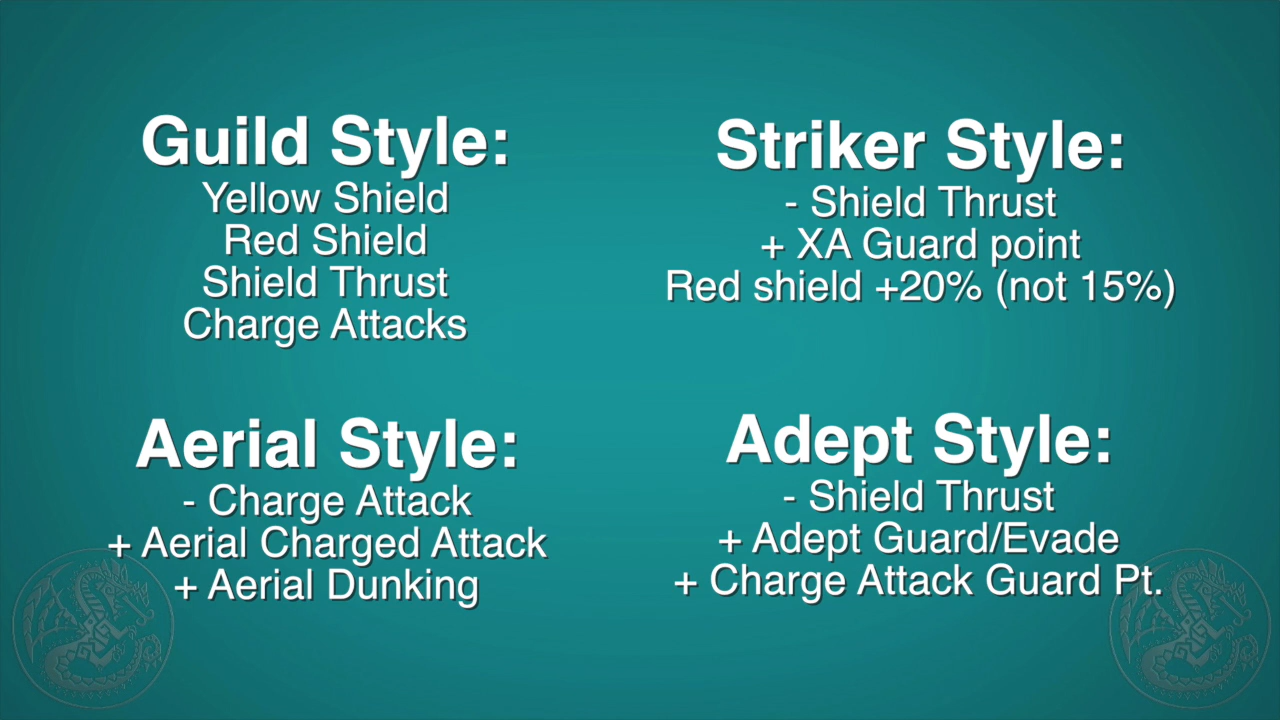 Guild Style:
Yellow Shield
Red Shield
Shield Thrust
Charge Attacks
Striker Style:
- Shield Thrust
+ XA Guard point
Red shield +20% (not 15%)
Aerial Style:
- Charge Attack
+ Aerial Charged Attack
+ Aerial Dunking
Adept Style:
- Shield Thrust
+ Adept Guard/Evade
+ Charge Attack Guard Pt.